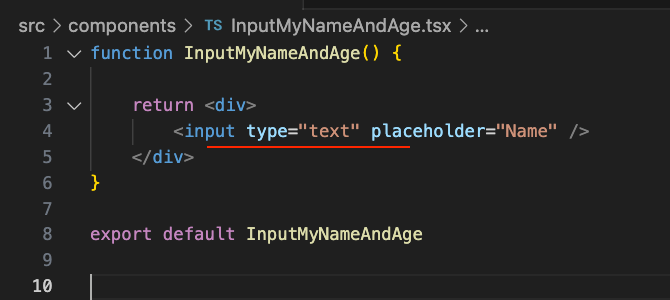 src > components > TS InputMyNameAndAge.tsx > ...
1 function InputMyNameAndAge() {
2
3 return <div>
4 <input type="text" placeholder="Name" />
5 </div>
6 }
7
8 export default InputMyNameAndAge
9
10